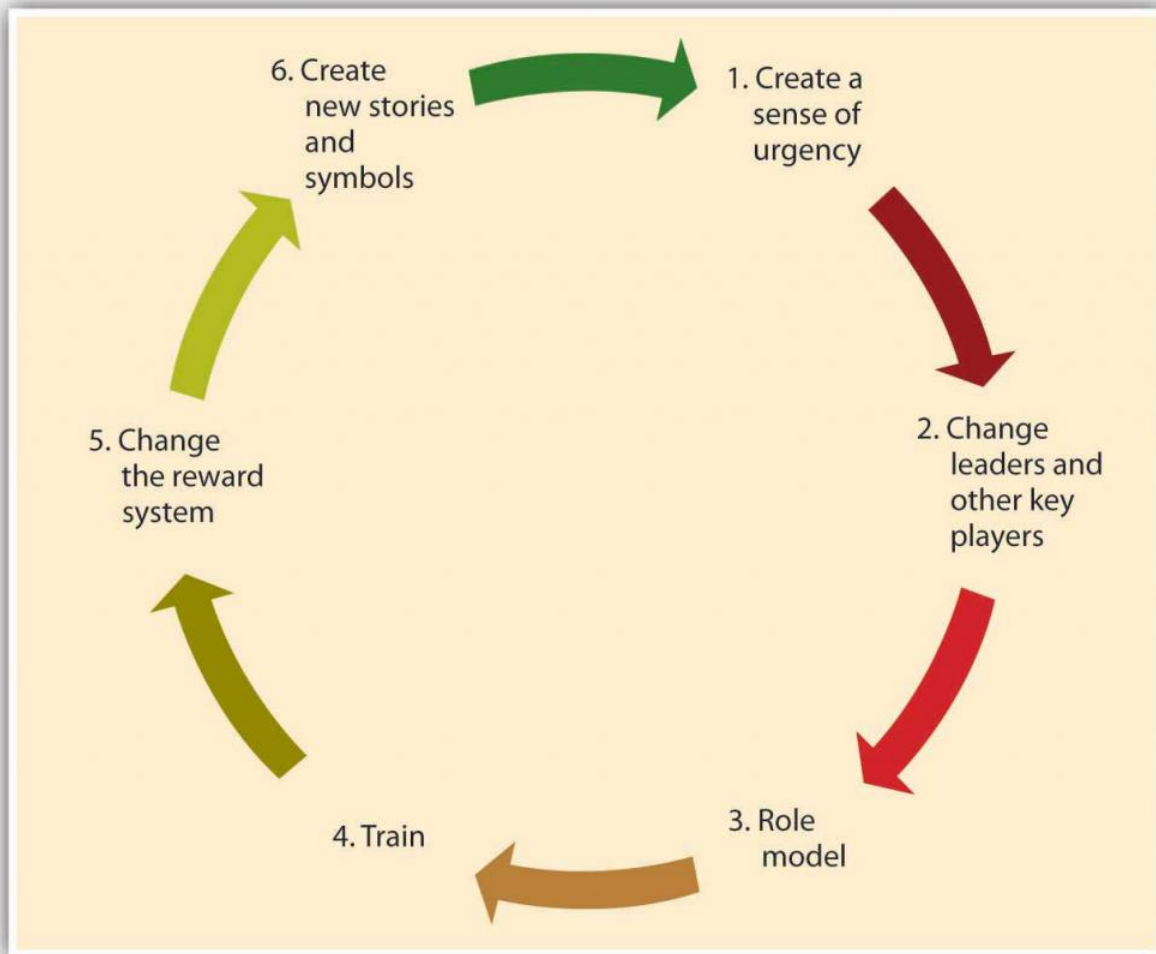 1. Create a
sense of
urgency
2. Change
leaders and
other key
players
3. Role
model
4. Train
5. Change
the reward
system
6. Create
new stories
and
symbols